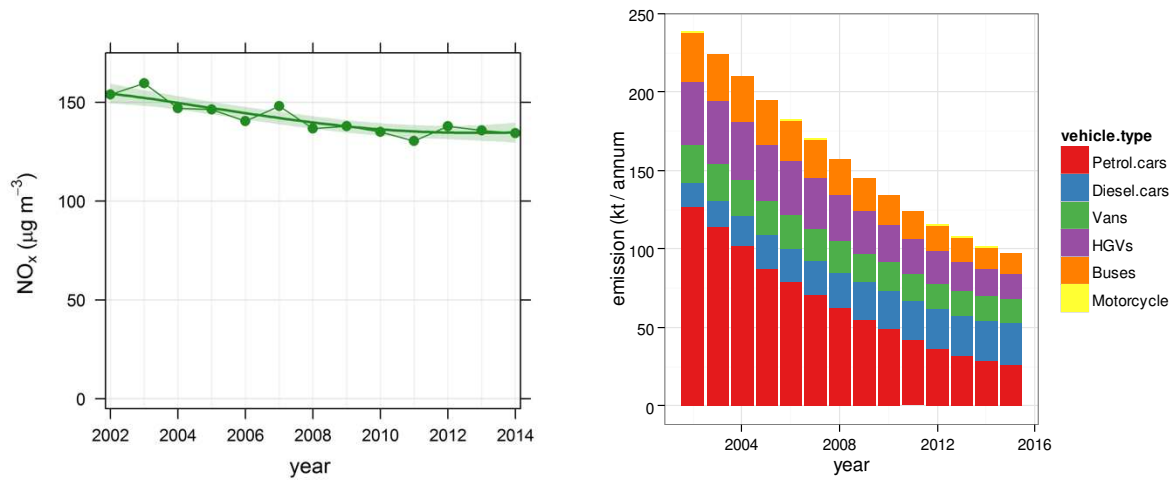 NOx (μg m−3)
150
100
50
0
2002 2004 2006 2008 2010 2012 2014
year
emission (kt / annum
250
200
150
100
50
0
2004 2008 2012 2016
year
vehicle.type
Petrol.cars
Diesel.cars
Vans
HGVs
Buses
Motorcycle